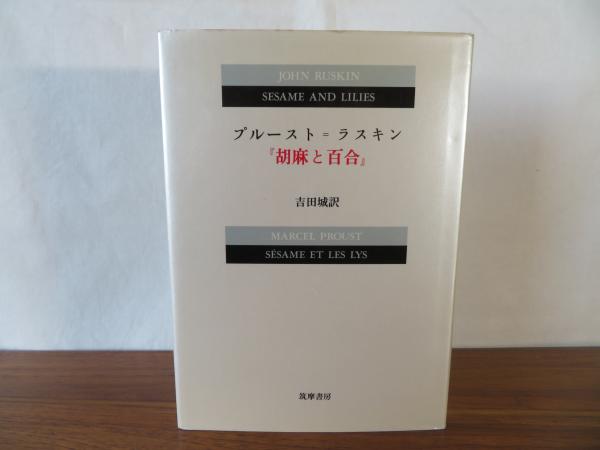 JOHN RUSKIN
SESAME AND LILIES
プルースト=ラスキン
『胡麻と百合』
吉田城訳
MARCEL PROUST
SÉSAME ET LES LYS
筑摩書房